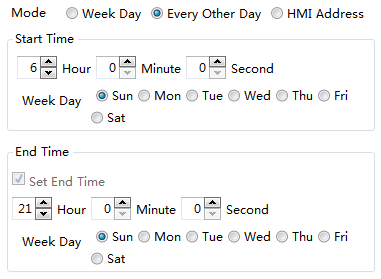 Mode Week Day Every Other Day HMI Address
Start Time
6 Hour 0 Minute 0 Second
Week Day Sun Mon Tue Wed Thu Fri
Sat
End Time
Set End Time
21 Hour 0 Minute 0 Second
Week Day Sun Mon Tue Wed Thu Fri
Sat